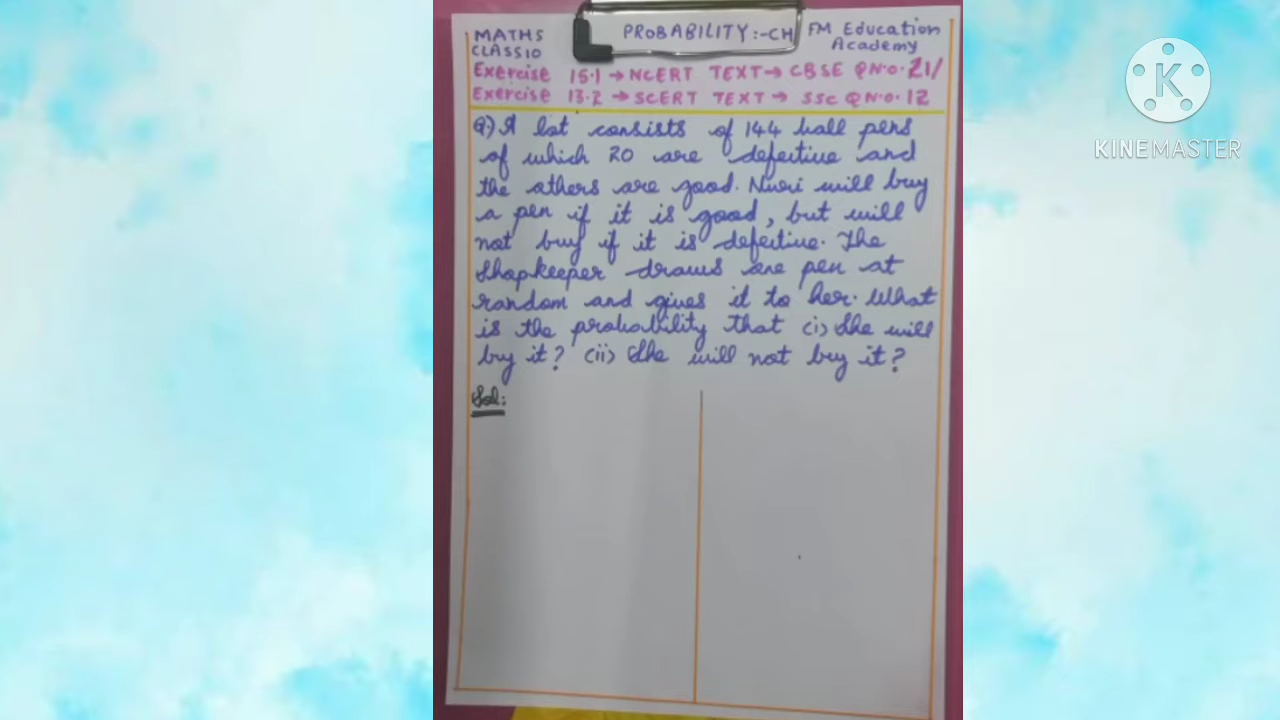 MATHS
CLASS10
PROBABILITY:-CH
FM Education
Academy
Exercise 15.1 → NCERT TEXT → CBSE QN.O.21/
Exercise 13.2 → SCERT TEXT → SSC QN.O.12
Q.) A lot consists of 144 ball pens
of which 20 are defective and
the others are good. Nuri will buy
a pen if it is good, but will
not buy if it is defective. The
Shopkeeper draws one pen at
random and gives it to her. What
is the probability that (i) She will
buy it? (ii) She will not buy it?
Sol:
K
KINEMASTER